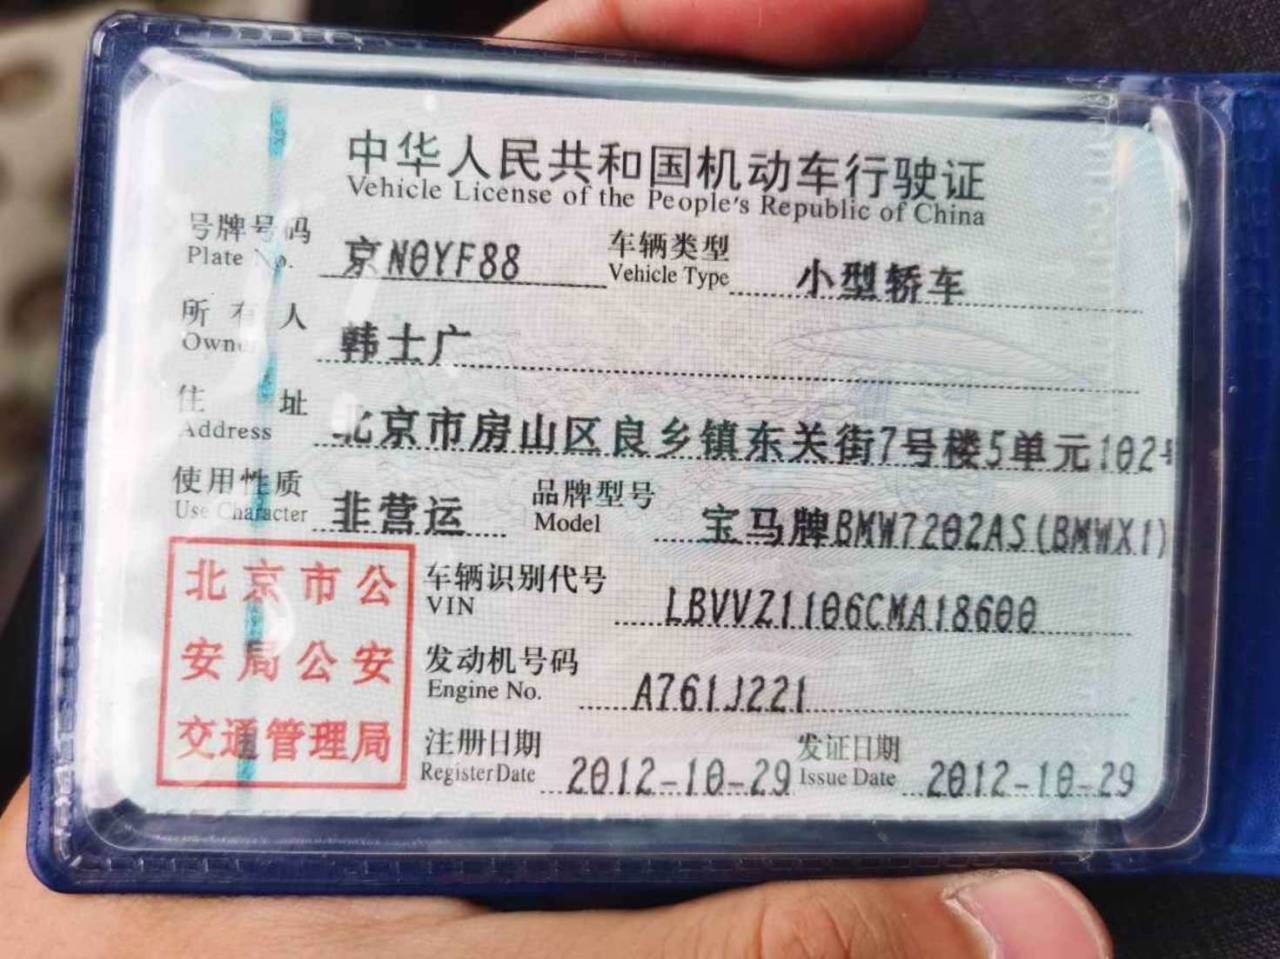 中华人民共和国机动车行驶证
Vehicle License of the People's Republic of China
号牌号码 京N0YF88 车辆类型 小型轿车
Plate No. Vehicle Type
所有人 韩士广
Owner
住址 北京市房山区良乡镇东关街7号楼5单元102号
Address
使用性质 非营运 品牌型号 宝马牌BMW7202AS(BMWX1)
Use Character Model
北京市公
安局公安
交通管理局
车辆识别代号 LBVVZ1106CMA18600
VIN
发动机号码 A761J221
Engine No.
注册日期 2012-10-29 发证日期 2012-10-29
Register Date Issue Date